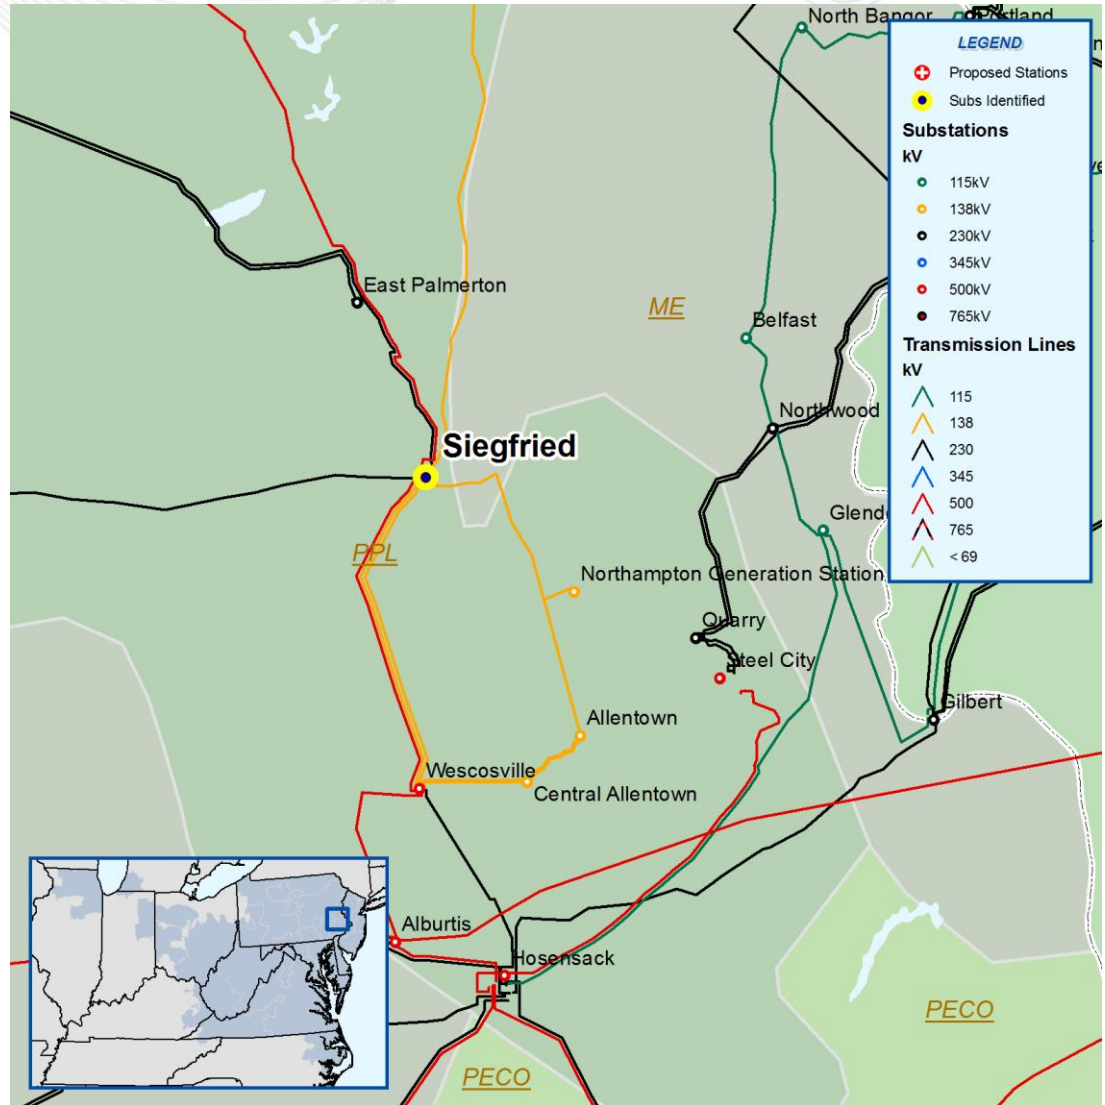 North Bangor
Portland
LEGEND
Proposed Stations
Subs Identified
Substations
kV
115kV
138kV
230kV
345kV
500kV
765kV
Transmission Lines
kV
115
138
230
345
500
765
< 69
East Palmerton
ME
Belfast
Northwood
Siegfried
PPL
Northampton Generation Station
Quarry
Steel City
Gilbert
Allentown
Wescosville
Central Allentown
Alburtis
Hosensack
PECO
PECO